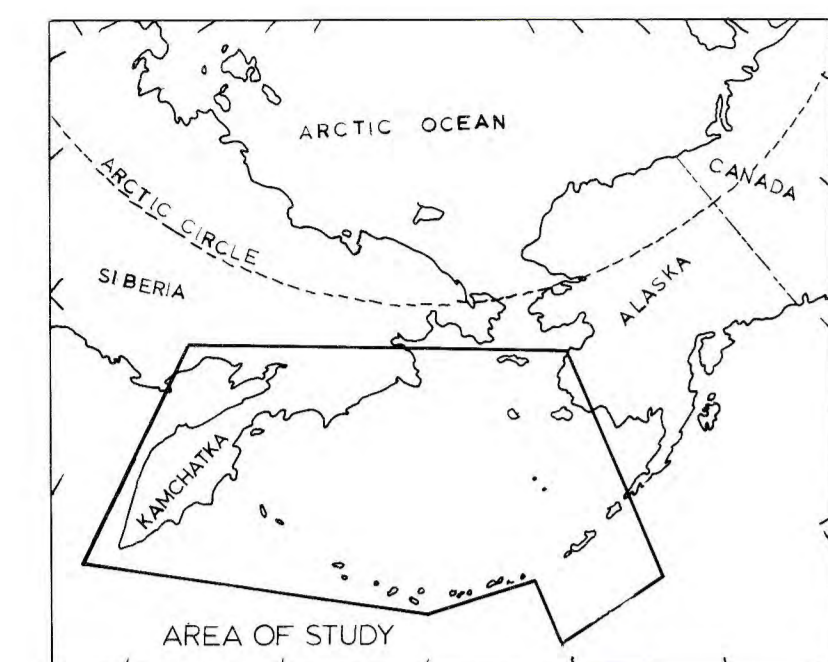 ARCTIC OCEAN
CANADA
ARCTIC CIRCLE
SIBERIA
ALASKA
KAMCHATKA
AREA OF STUDY